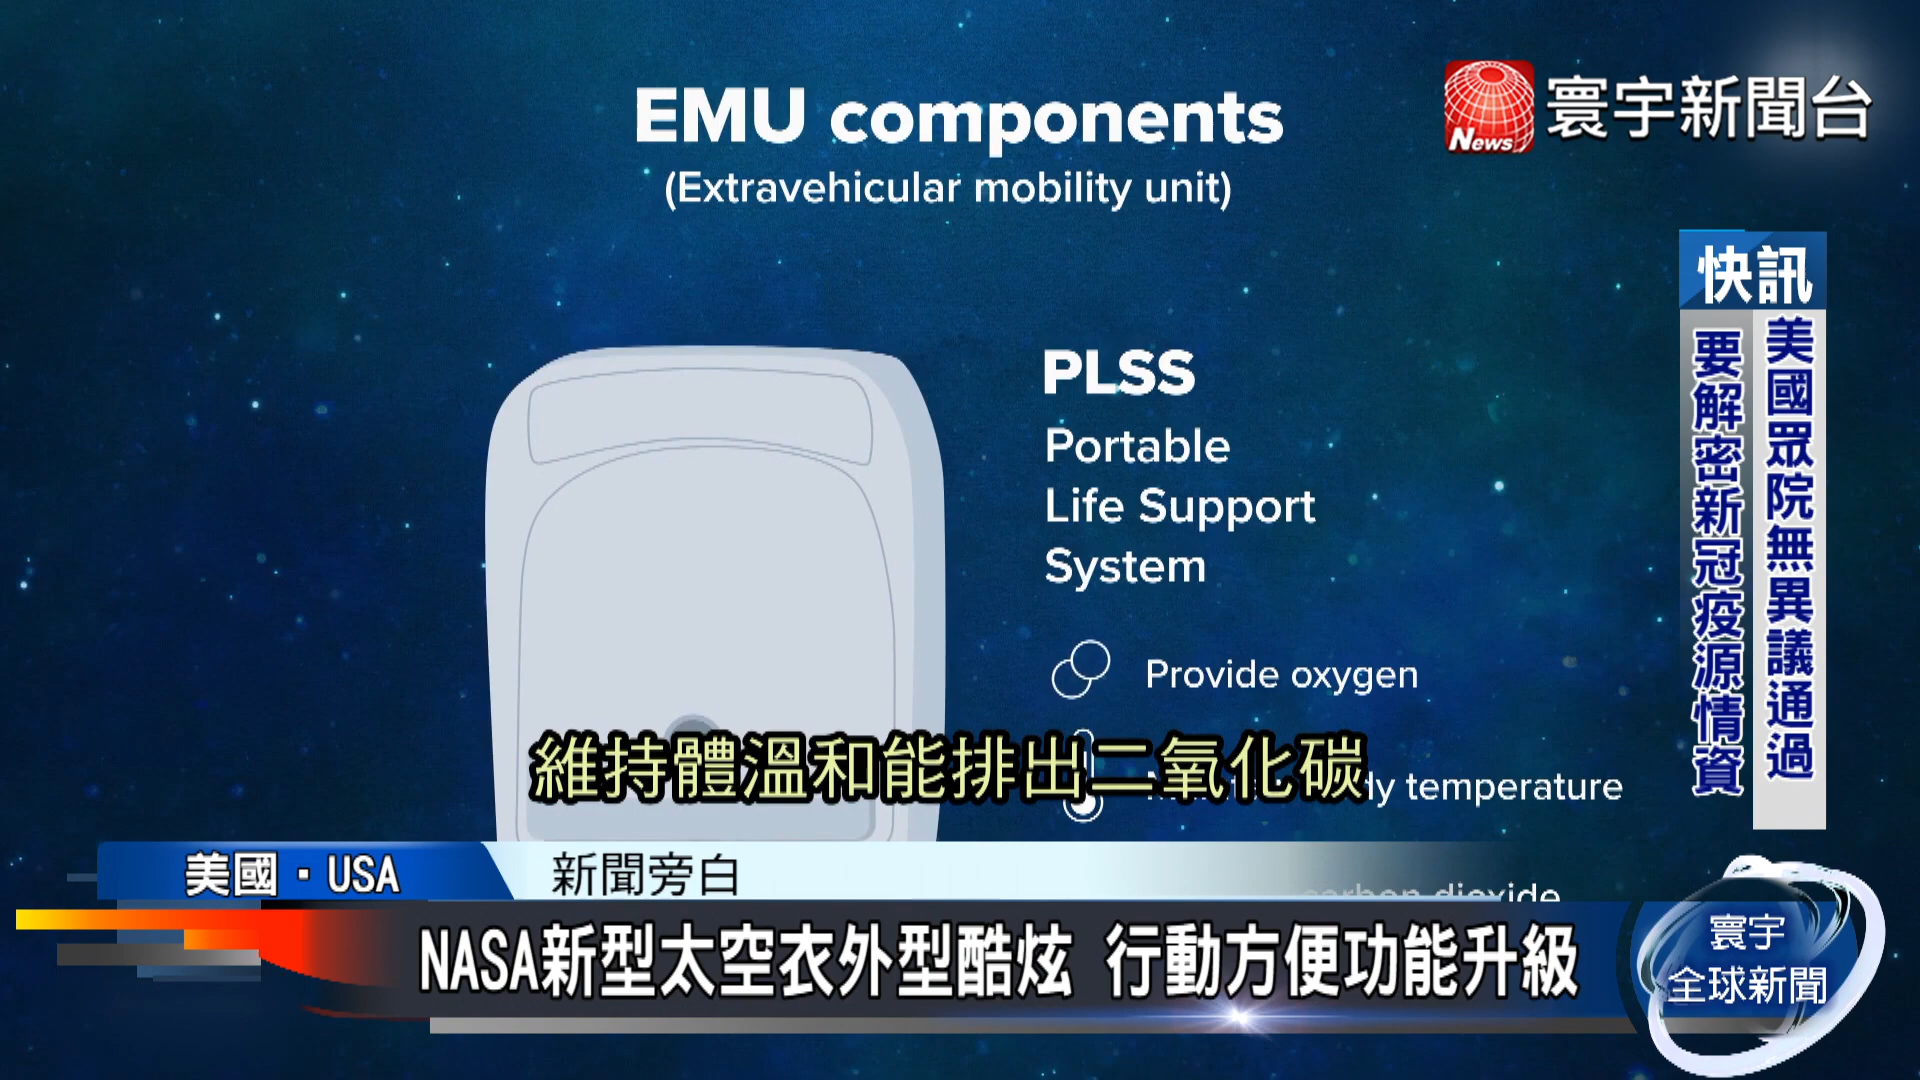 EMU components
(Extravehicular mobility unit)
News
寰宇新聞台
快訊
美國眾院無異議通過
要解密新冠疫源情資
PLSS
Portable
Life Support
System
Provide oxygen
temperature
維持體溫和能排出二氧化碳
美國·USA
新聞旁白
carbon dioxide
NASA新型太空衣外型酷炫 行動方便功能升級
寰宇
全球新聞